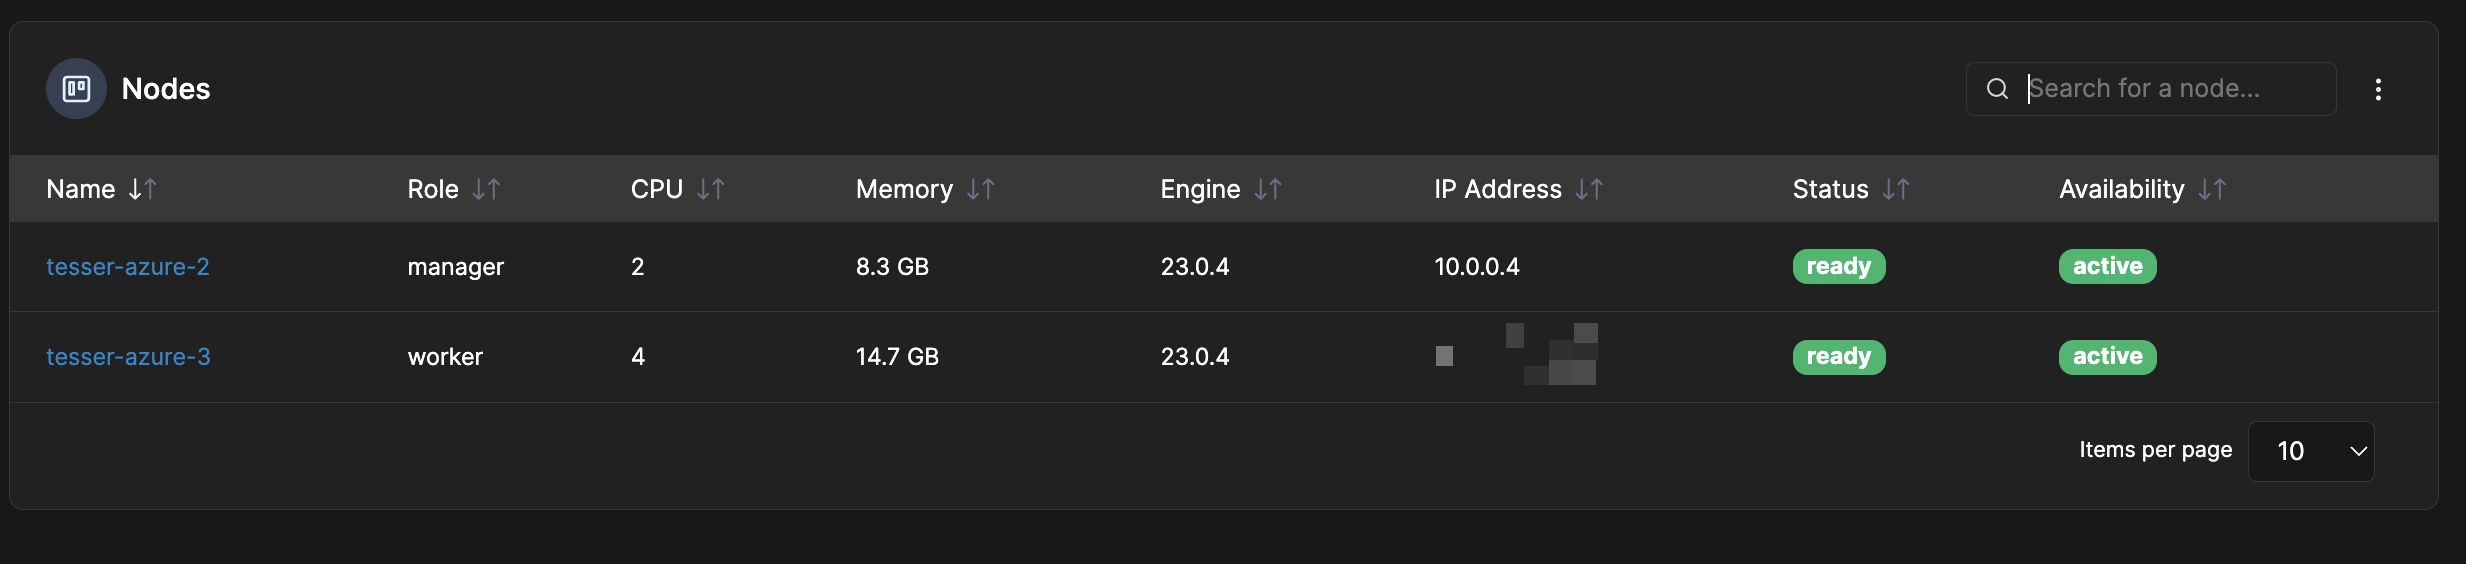 Nodes
Search for a node...
Name Role CPU Memory Engine IP Address Status Availability
tesser-azure-2 manager 2 8.3 GB 23.0.4 10.0.0.4 ready active
tesser-azure-3 worker 4 14.7 GB 23.0.4 ready active
Items per page 10